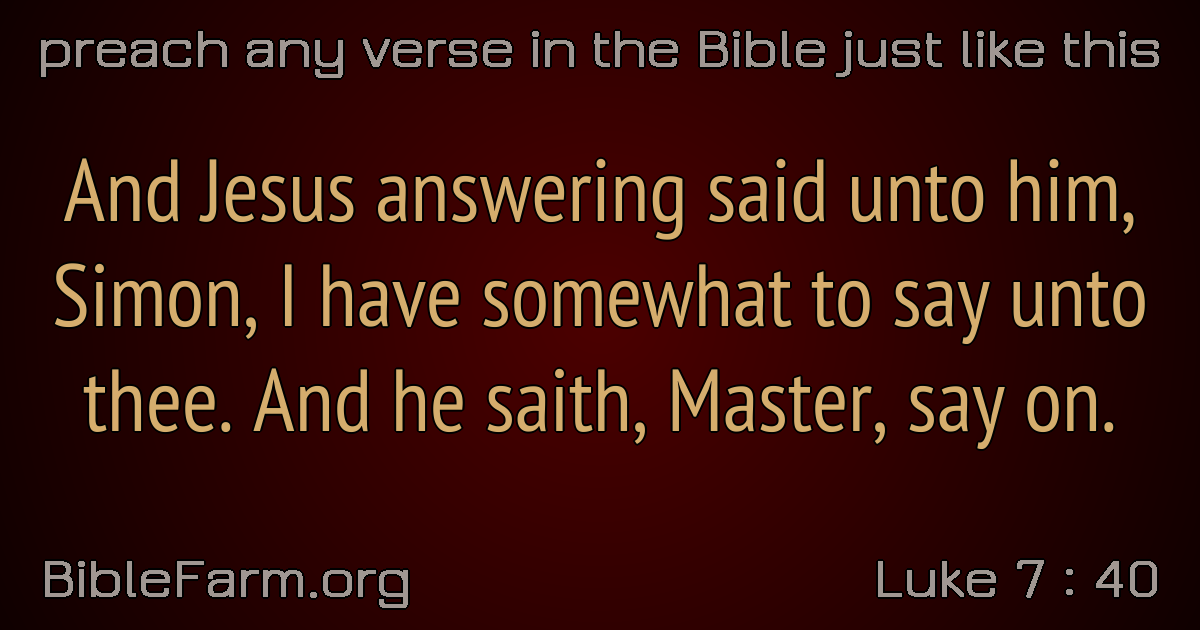 preach any verse in the Bible just like this
And Jesus answering said unto him,
Simon, I have somewhat to say unto
thee. And he saith, Master, say on.
BibleFarm.org
Luke 7 : 40